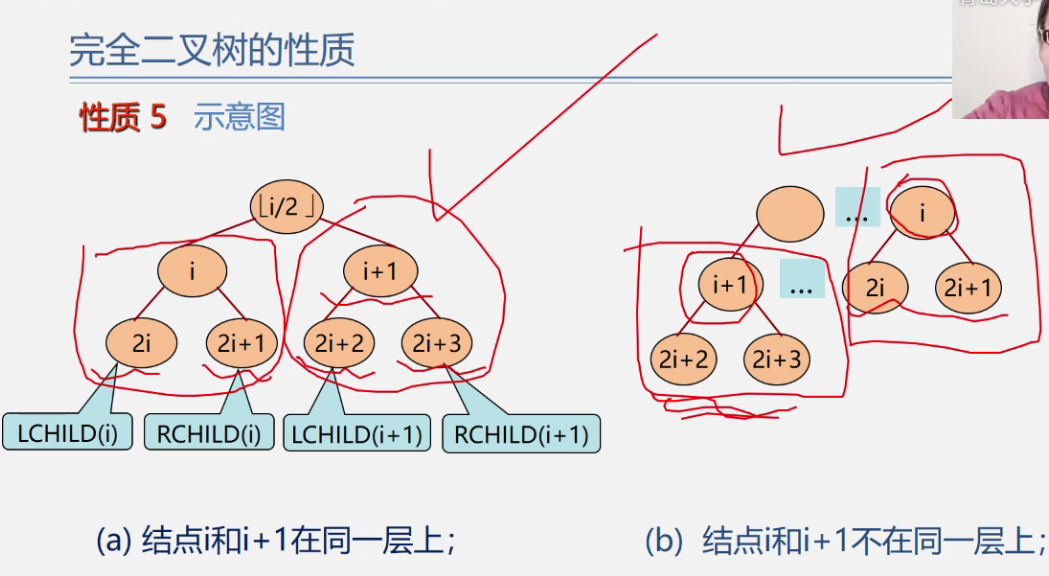 完全二叉树的性质
性质 5 示意图
⌊i/2⌋
i
i+1
2i
2i+1
2i+2
2i+3
LCHILD(i)
RCHILD(i)
LCHILD(i+1)
RCHILD(i+1)
(a) 结点i和i+1在同一层上;
...
i
i+1
...
2i
2i+1
2i+2
2i+3
(b) 结点i和i+1不在同一层上;